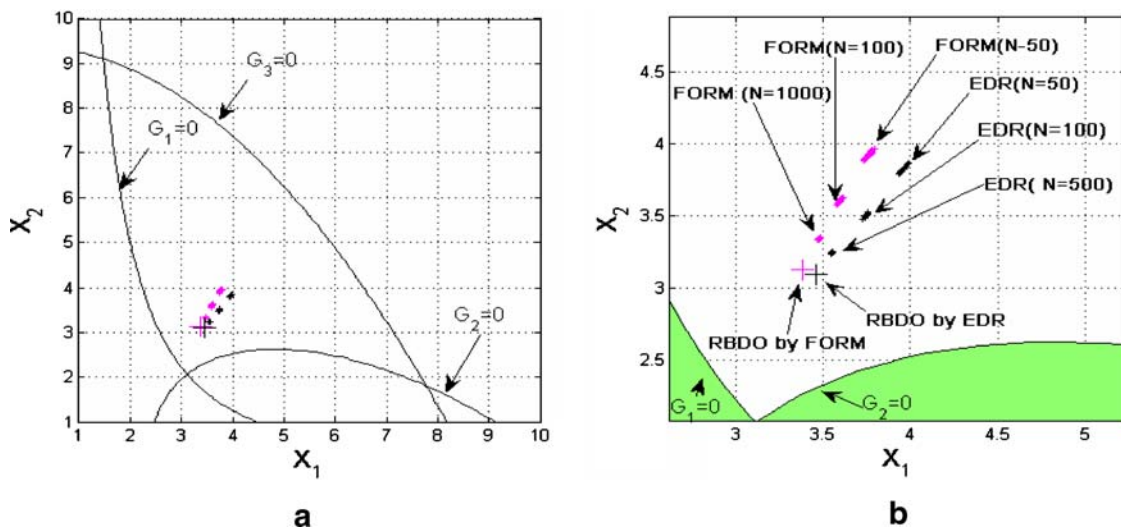 10
9
8
7
6
5
4
3
2
1
1 2 3 4 5 6 7 8 9 10
X2
X1
G3=0
G1=0
G2=0
a
4.5
4
3.5
3
2.5
3 3.5 4 4.5 5
X2
X1
FORM(N=100)
FORM(N-50)
FORM (N=1000)
EDR(N=50)
EDR(N=100)
EDR( N=500)
RBDO by EDR
RBDO by FORM
G1=0
G2=0
b